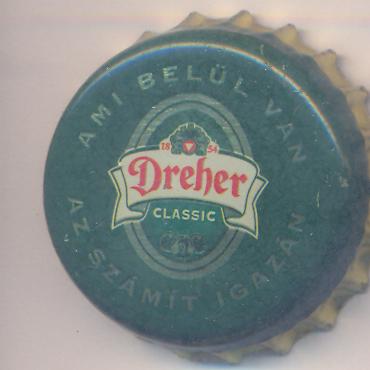 AMI BELÜL VAN
18 54
Dreher
CLASSIC
AZ SZÁMÍT IGAZÁN